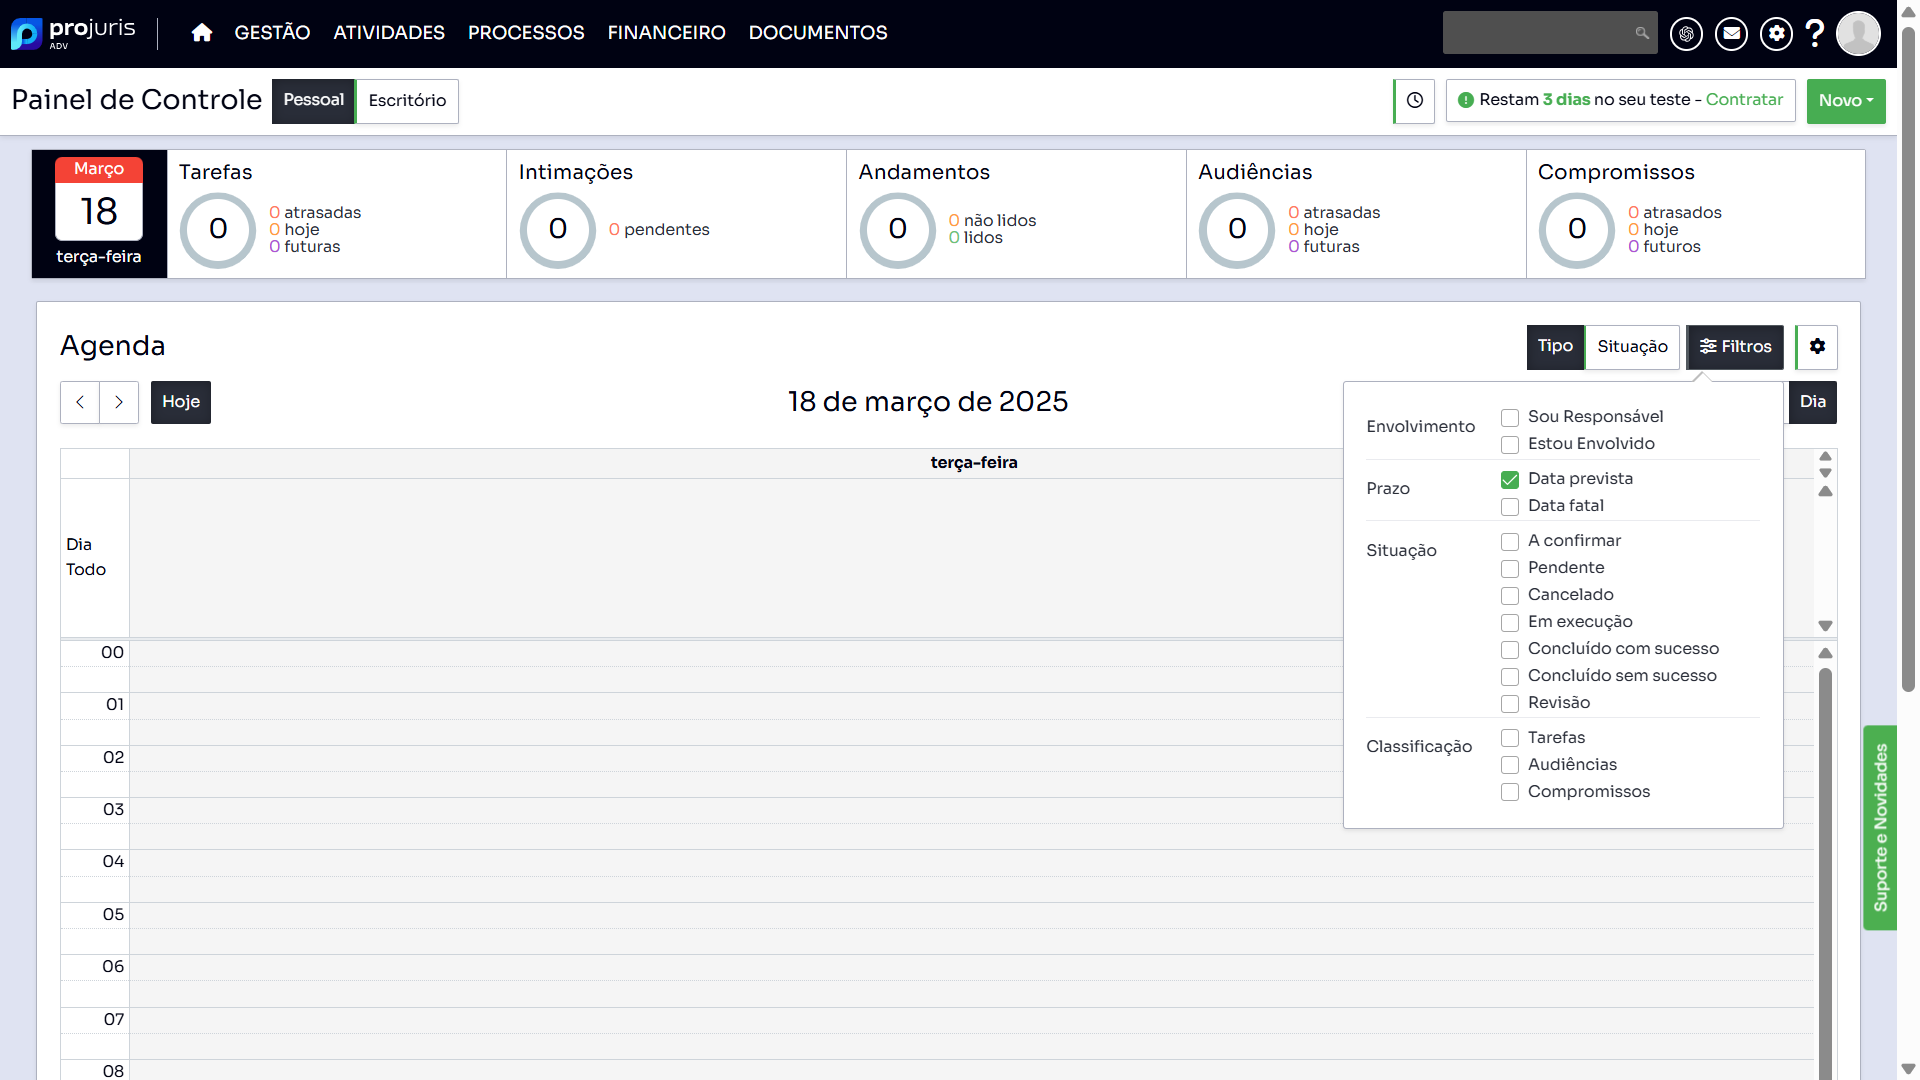 projuris
ADV
GESTÃO
ATIVIDADES
PROCESSOS
FINANCEIRO
DOCUMENTOS
?
Painel de Controle
Pessoal
Escritório
Restam 3 dias no seu teste - Contratar
Novo
Março
18
terça-feira
Tarefas
0
0 atrasadas
0 hoje
0 futuras
Intimações
0
0 pendentes
Andamentos
0
0 não lidos
0 lidos
Audiências
0
0 atrasadas
0 hoje
0 futuras
Compromissos
0
0 atrasados
0 hoje
0 futuros
Agenda
Tipo
Situação
Filtros
Hoje
18 de março de 2025
Dia
terça-feira
Dia
Todo
00
01
02
03
04
05
06
07
08
Envolvimento
Sou Responsável
Estou Envolvido
Prazo
Data prevista
Data fatal
Situação
A confirmar
Pendente
Cancelado
Em execução
Concluído com sucesso
Concluído sem sucesso
Revisão
Classificação
Tarefas
Audiências
Compromissos
Suporte e Novidades